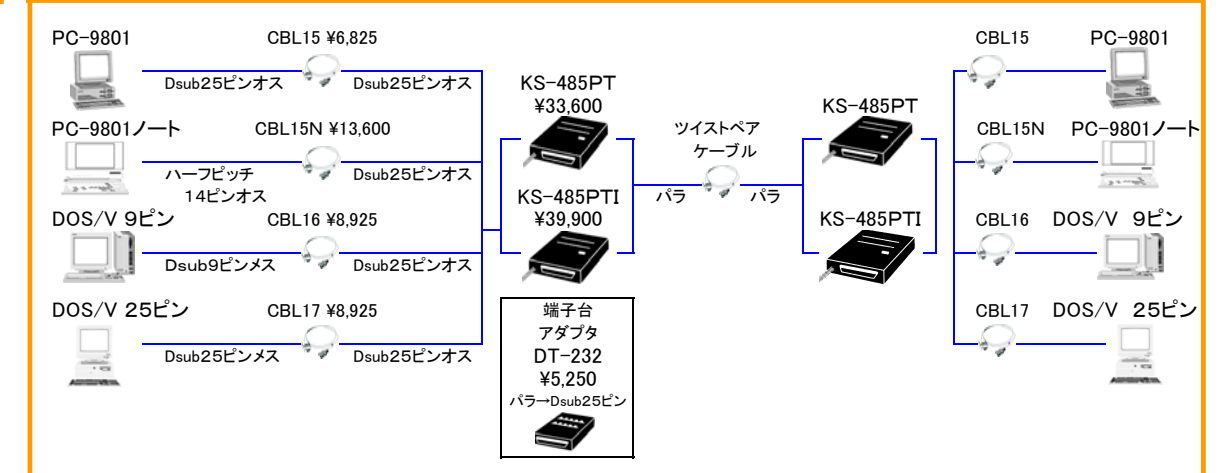 PC-9801
CBL15 ¥6,825
Dsub25ピンオス
Dsub25ピンオス
PC-9801ノート
CBL15N ¥13,600
ハーフピッチ
14ピンオス
Dsub25ピンオス
DOS/V 9ピン
CBL16 ¥8,925
Dsub9ピンメス
Dsub25ピンオス
DOS/V 25ピン
CBL17 ¥8,925
Dsub25ピンメス
Dsub25ピンオス
KS-485PT
¥33,600
KS-485PTI
¥39,900
端子台
アダプタ
DT-232
¥5,250
パラ→Dsub25ピン
ツイストペア
ケーブル
パラ
パラ
KS-485PT
KS-485PTI
CBL15
PC-9801
CBL15N
PC-9801ノート
CBL16
DOS/V 9ピン
CBL17
DOS/V 25ピン